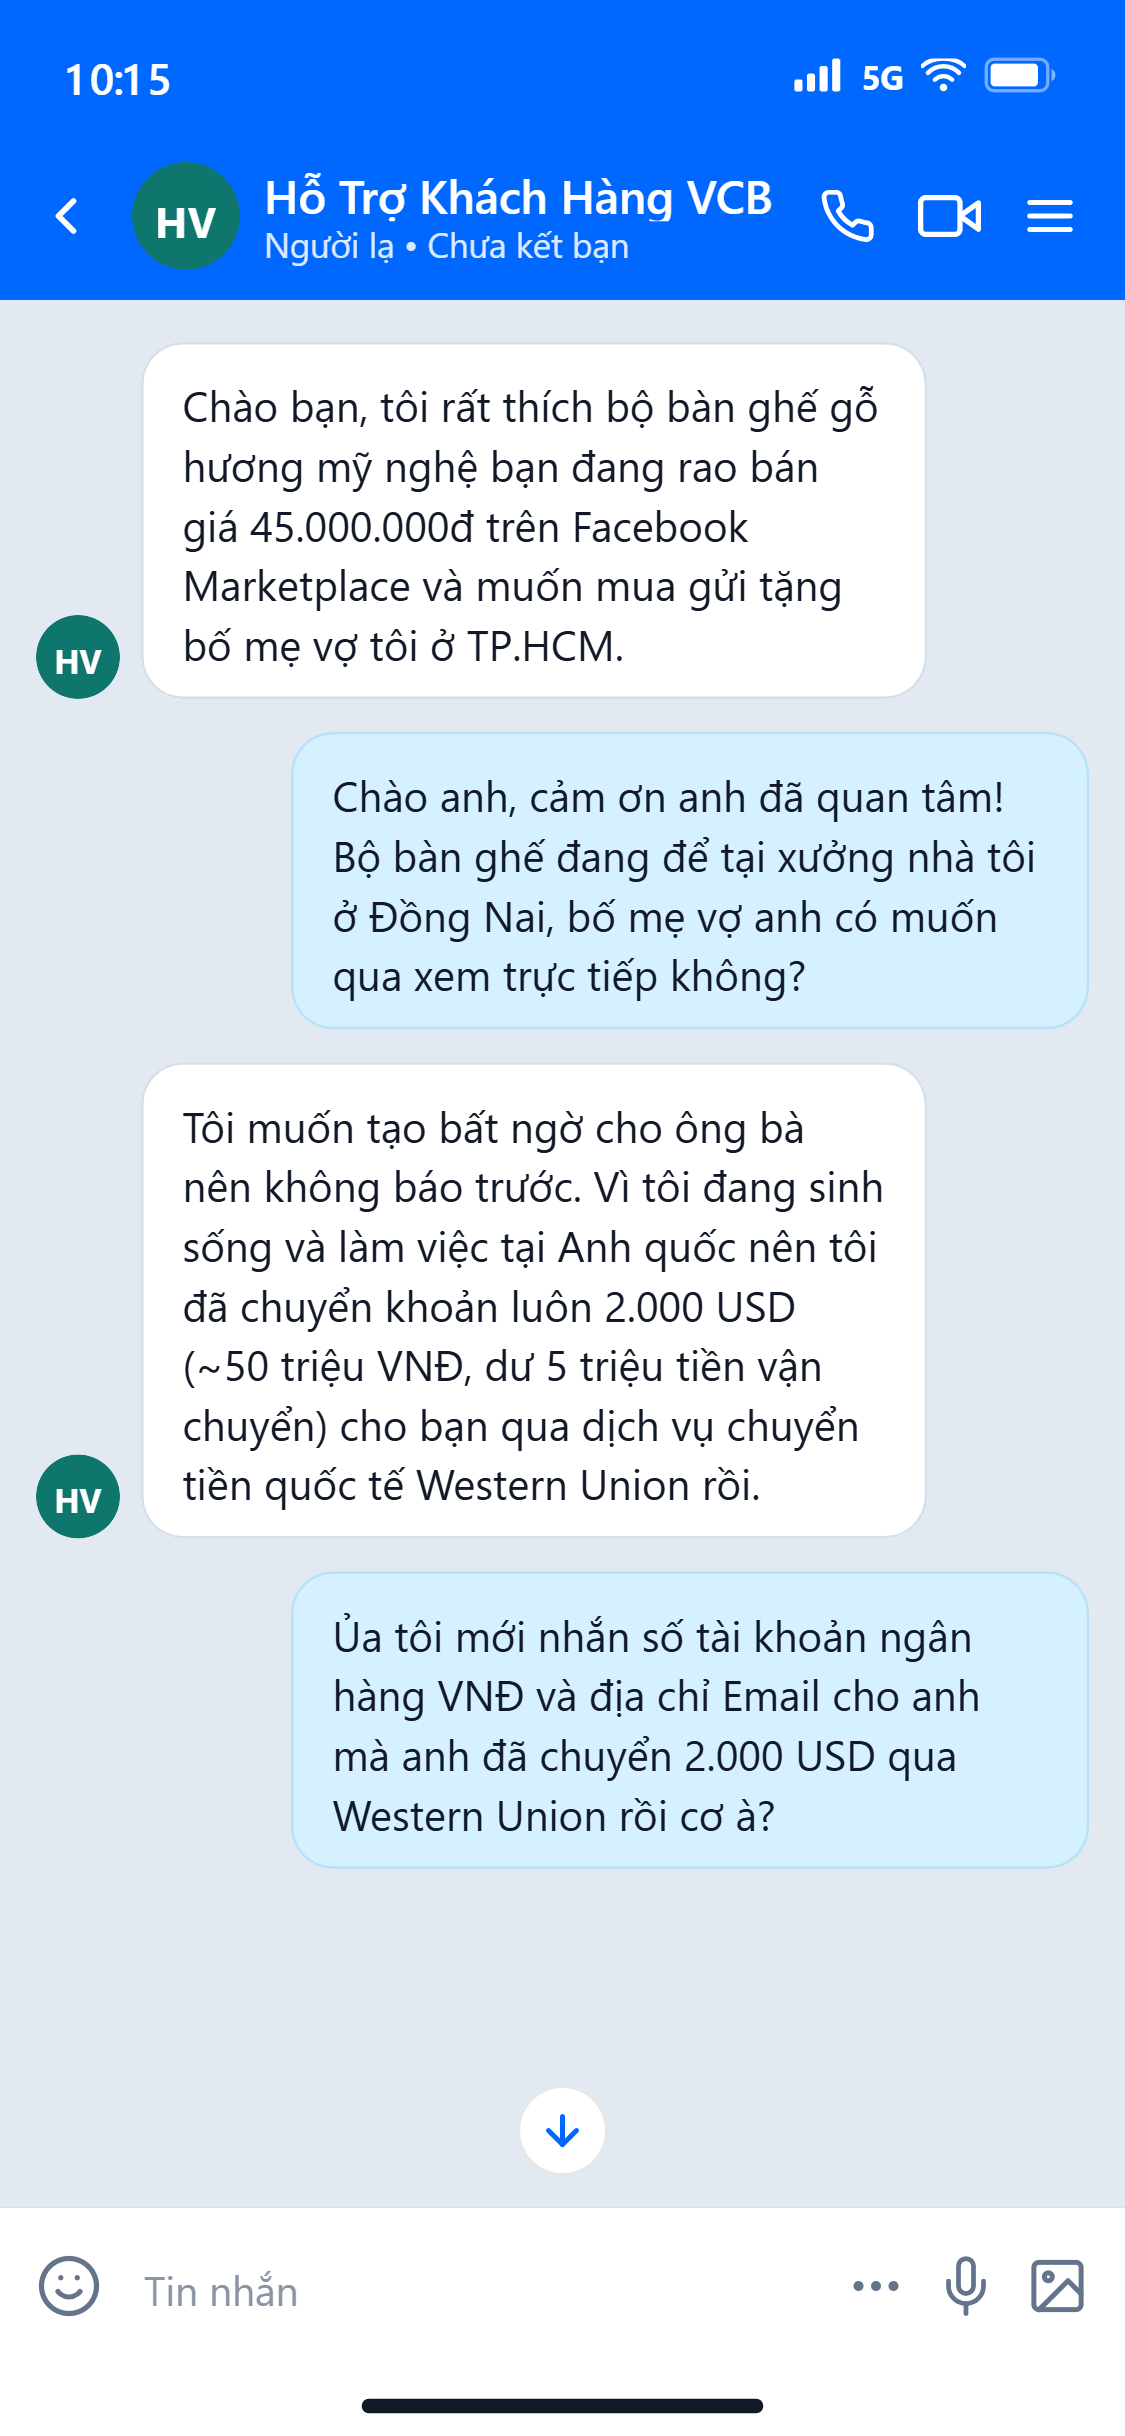 10:15
5G
HV
Hỗ Trợ Khách Hàng VCB
Người lạ • Chưa kết bạn
Chào bạn, tôi rất thích bộ bàn ghế gỗ
hương mỹ nghệ bạn đang rao bán
giá 45.000.000đ trên Facebook
Marketplace và muốn mua gửi tặng
bố mẹ vợ tôi ở TP.HCM.
HV
Chào anh, cảm ơn anh đã quan tâm!
Bộ bàn ghế đang để tại xưởng nhà tôi
ở Đồng Nai, bố mẹ vợ anh có muốn
qua xem trực tiếp không?
Tôi muốn tạo bất ngờ cho ông bà
nên không báo trước. Vì tôi đang sinh
sống và làm việc tại Anh quốc nên tôi
đã chuyển khoản luôn 2.000 USD
(~50 triệu VNĐ, dư 5 triệu tiền vận
chuyển) cho bạn qua dịch vụ chuyển
tiền quốc tế Western Union rồi.
HV
Ủa tôi mới nhắn số tài khoản ngân
hàng VNĐ và địa chỉ Email cho anh
mà anh đã chuyển 2.000 USD qua
Western Union rồi cơ à?
Tin nhắn